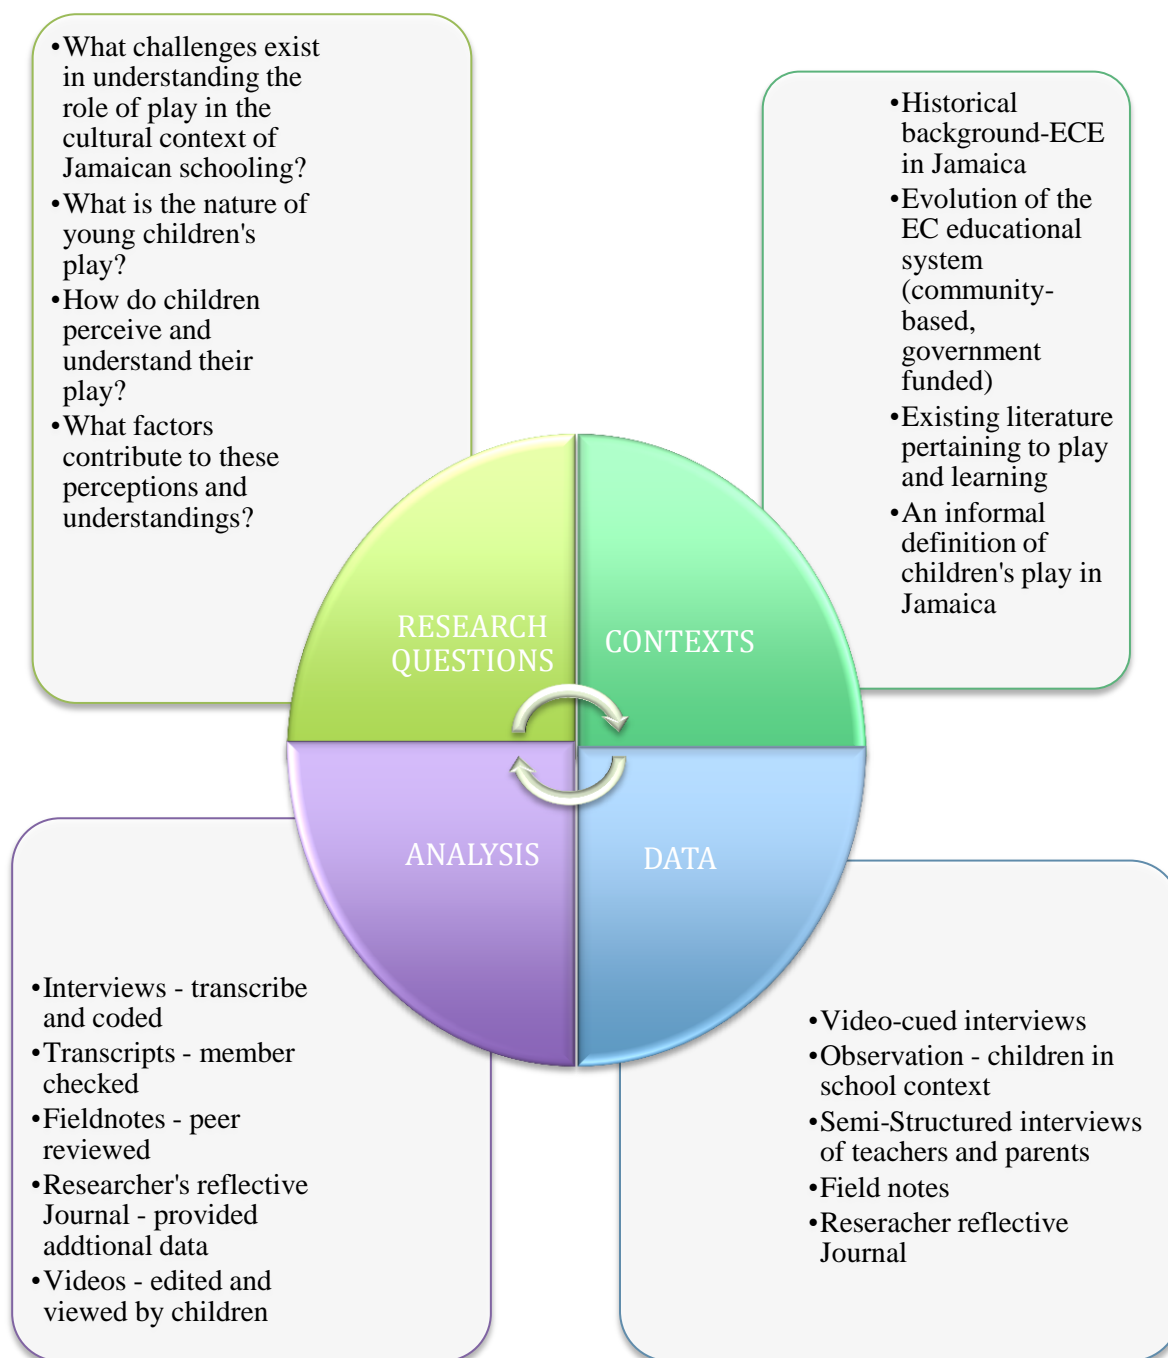 •What challenges exist
in understanding the
role of play in the
cultural context of
Jamaican schooling?
•What is the nature of
young children's
play?
•How do children
perceive and
understand their
play?
•What factors
contribute to these
perceptions and
understandings?
•Historical
background-ECE
in Jamaica
•Evolution of the
EC educational
system
(community-
based,
government
funded)
•Existing literature
pertaining to play
and learning
•An informal
definition of
children's play in
Jamaica
RESEARCH
QUESTIONS
CONTEXTS
ANALYSIS
DATA
•Interviews - transcribe
and coded
•Transcripts - member
checked
•Fieldnotes - peer
reviewed
•Researcher's reflective
Journal - provided
addtional data
•Videos - edited and
viewed by children
•Video-cued interviews
•Observation - children in
school context
•Semi-Structured interviews
of teachers and parents
•Field notes
•Reseracher reflective
Journal